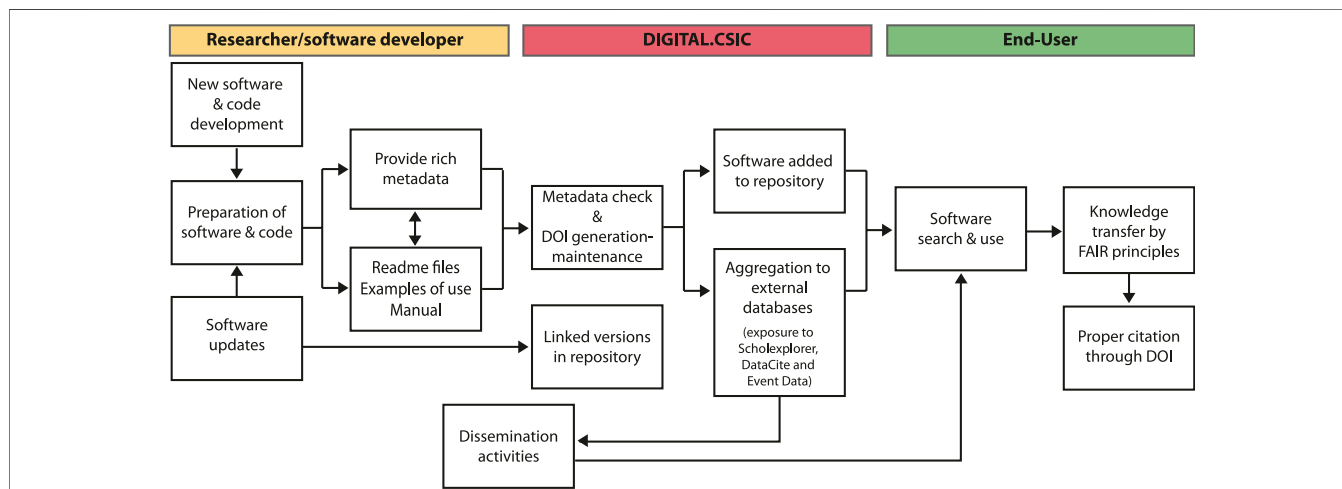 Researcher/software developer
DIGITAL.CSIC
End-User
New software
& code
development
Preparation of
software & code
Software
updates
Provide rich
metadata
Readme files
Examples of use
Manual
Metadata check
&
DOI generation-
maintenance
Linked versions
in repository
Software added
to repository
Aggregation to
external
databases
(exposure to
Scholexplorer,
DataCite and
Event Data)
Dissemination
activities
Software
search & use
Knowledge
transfer by
FAIR principles
Proper citation
through DOI